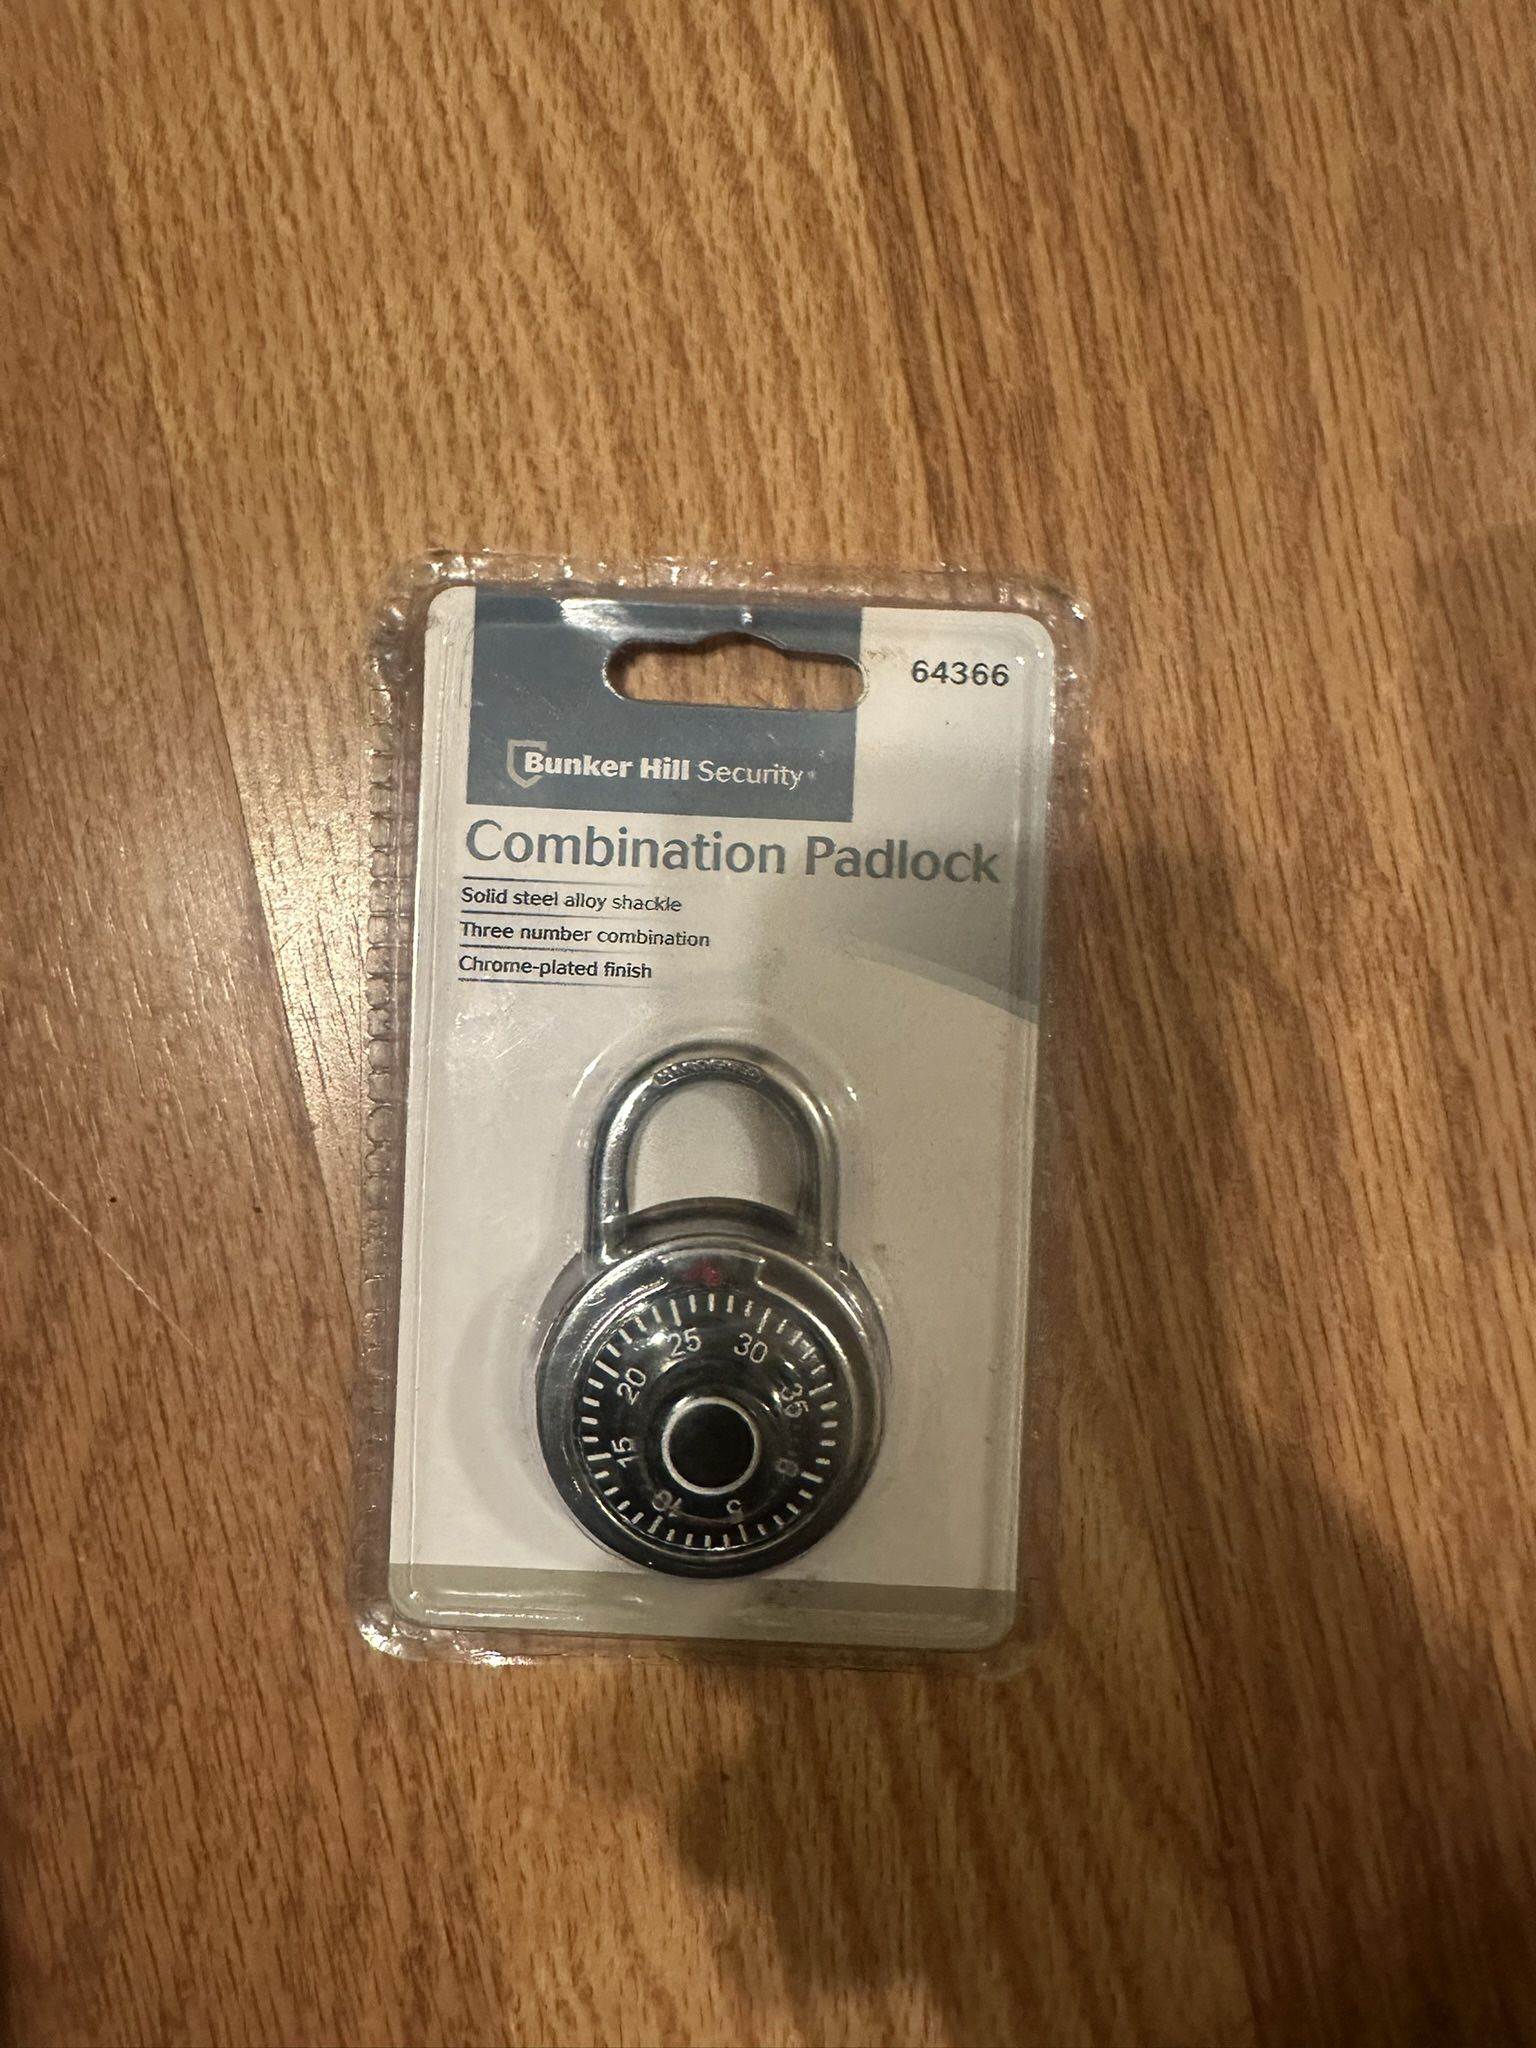 64366
Bunker Hill Security
Combination Padlock
Solid steel alloy shackle
Three number combination
Chrome-plated finish
HARDENED
25
30
20
35
15
0
10
5